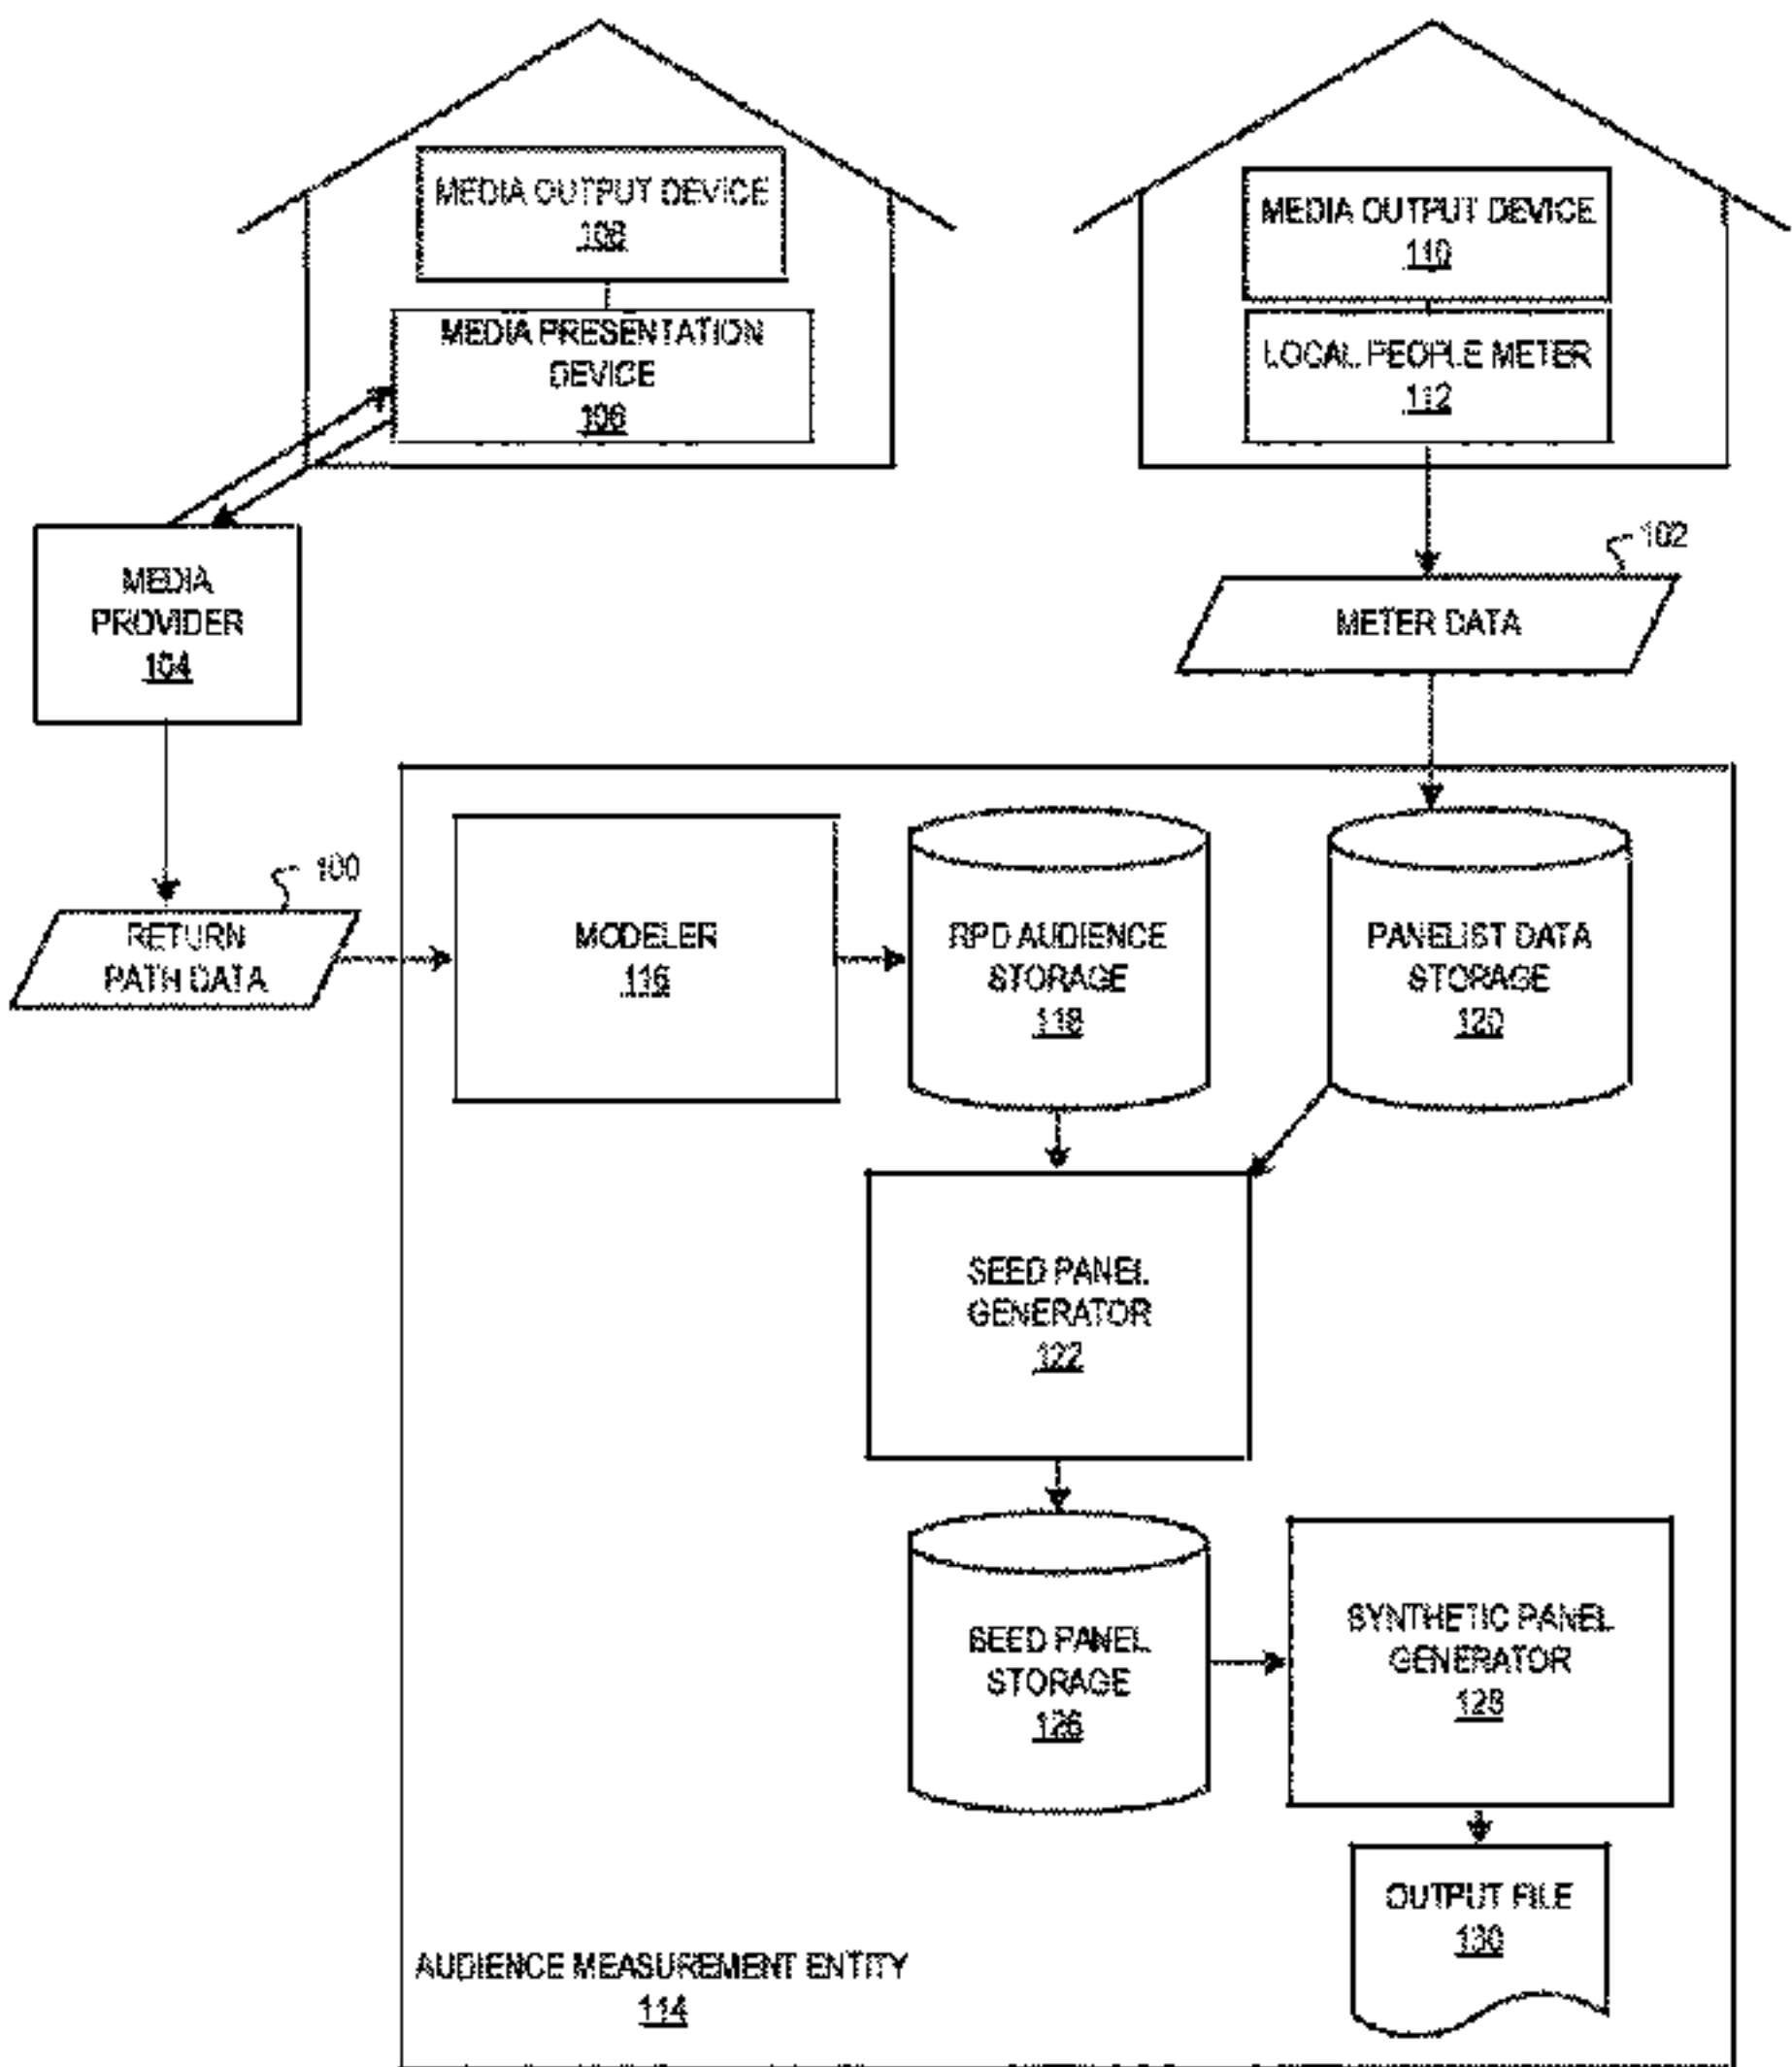 MEDIA OUTPUT DEVICE
108
MEDIA PRESENTATION
DEVICE
106
MEDIA OUTPUT DEVICE
110
LOCAL PEOPLE METER
112
MEDIA
PROVIDER
104
102
METER DATA
100
RETURN
PATH DATA
MODELER
116
RPD AUDIENCE
STORAGE
118
PANELIST DATA
STORAGE
120
SEED PANEL
GENERATOR
122
SEED PANEL
STORAGE
126
SYNTHETIC PANEL
GENERATOR
128
OUTPUT FILE
130
AUDIENCE MEASUREMENT ENTITY
114